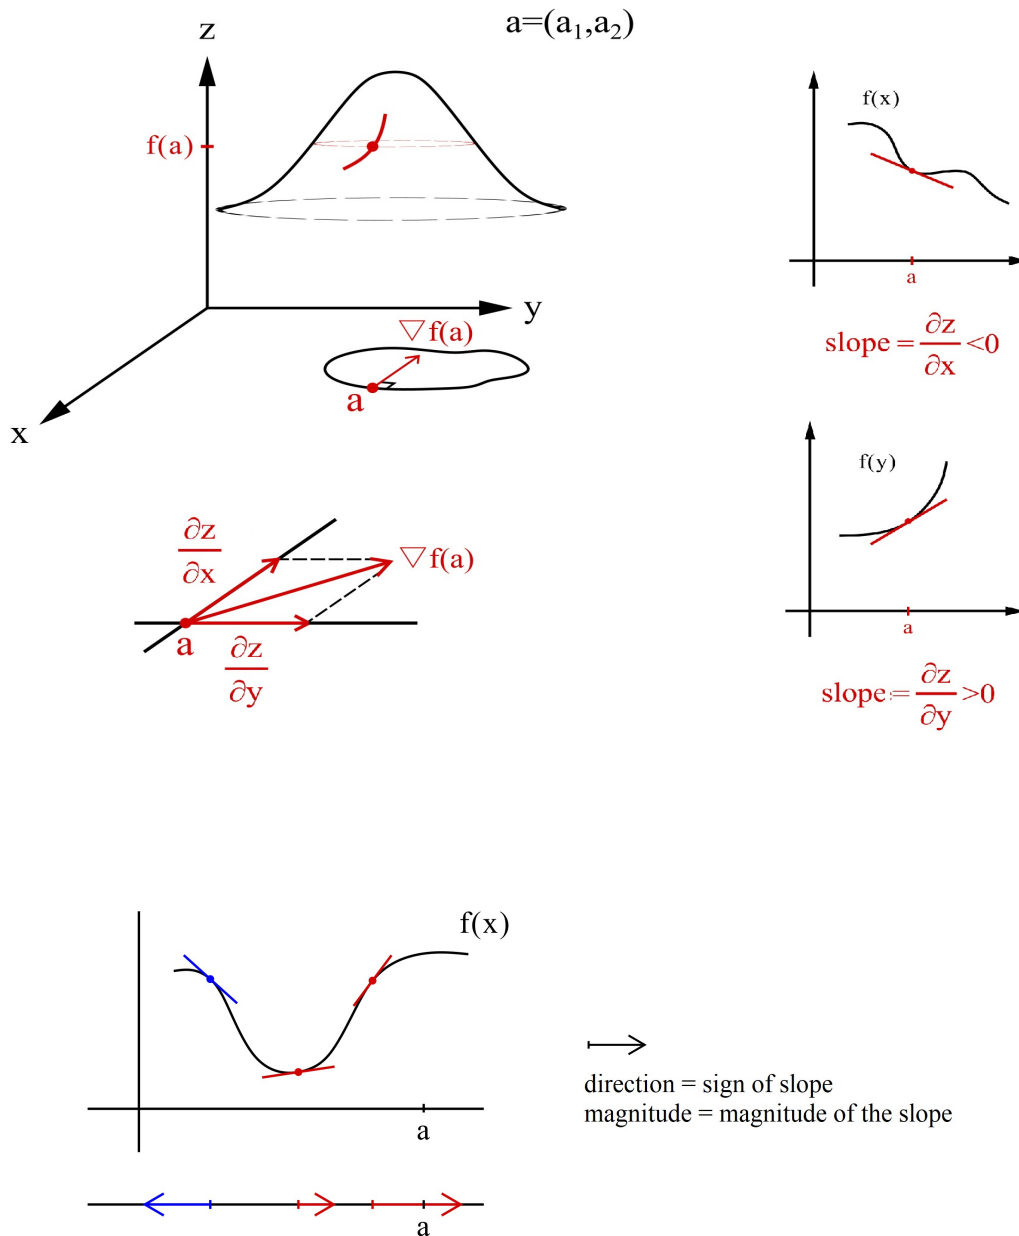 a=(a₁,a₂)
z
f(a)
y
x
▽f(a)
a
f(x)
a
slope = ∂z/∂x <0
f(y)
a
slope = ∂z/∂y >0
∂z/∂x
▽f(a)
a
∂z/∂y
f(x)
a
a
direction = sign of slope
magnitude = magnitude of the slope